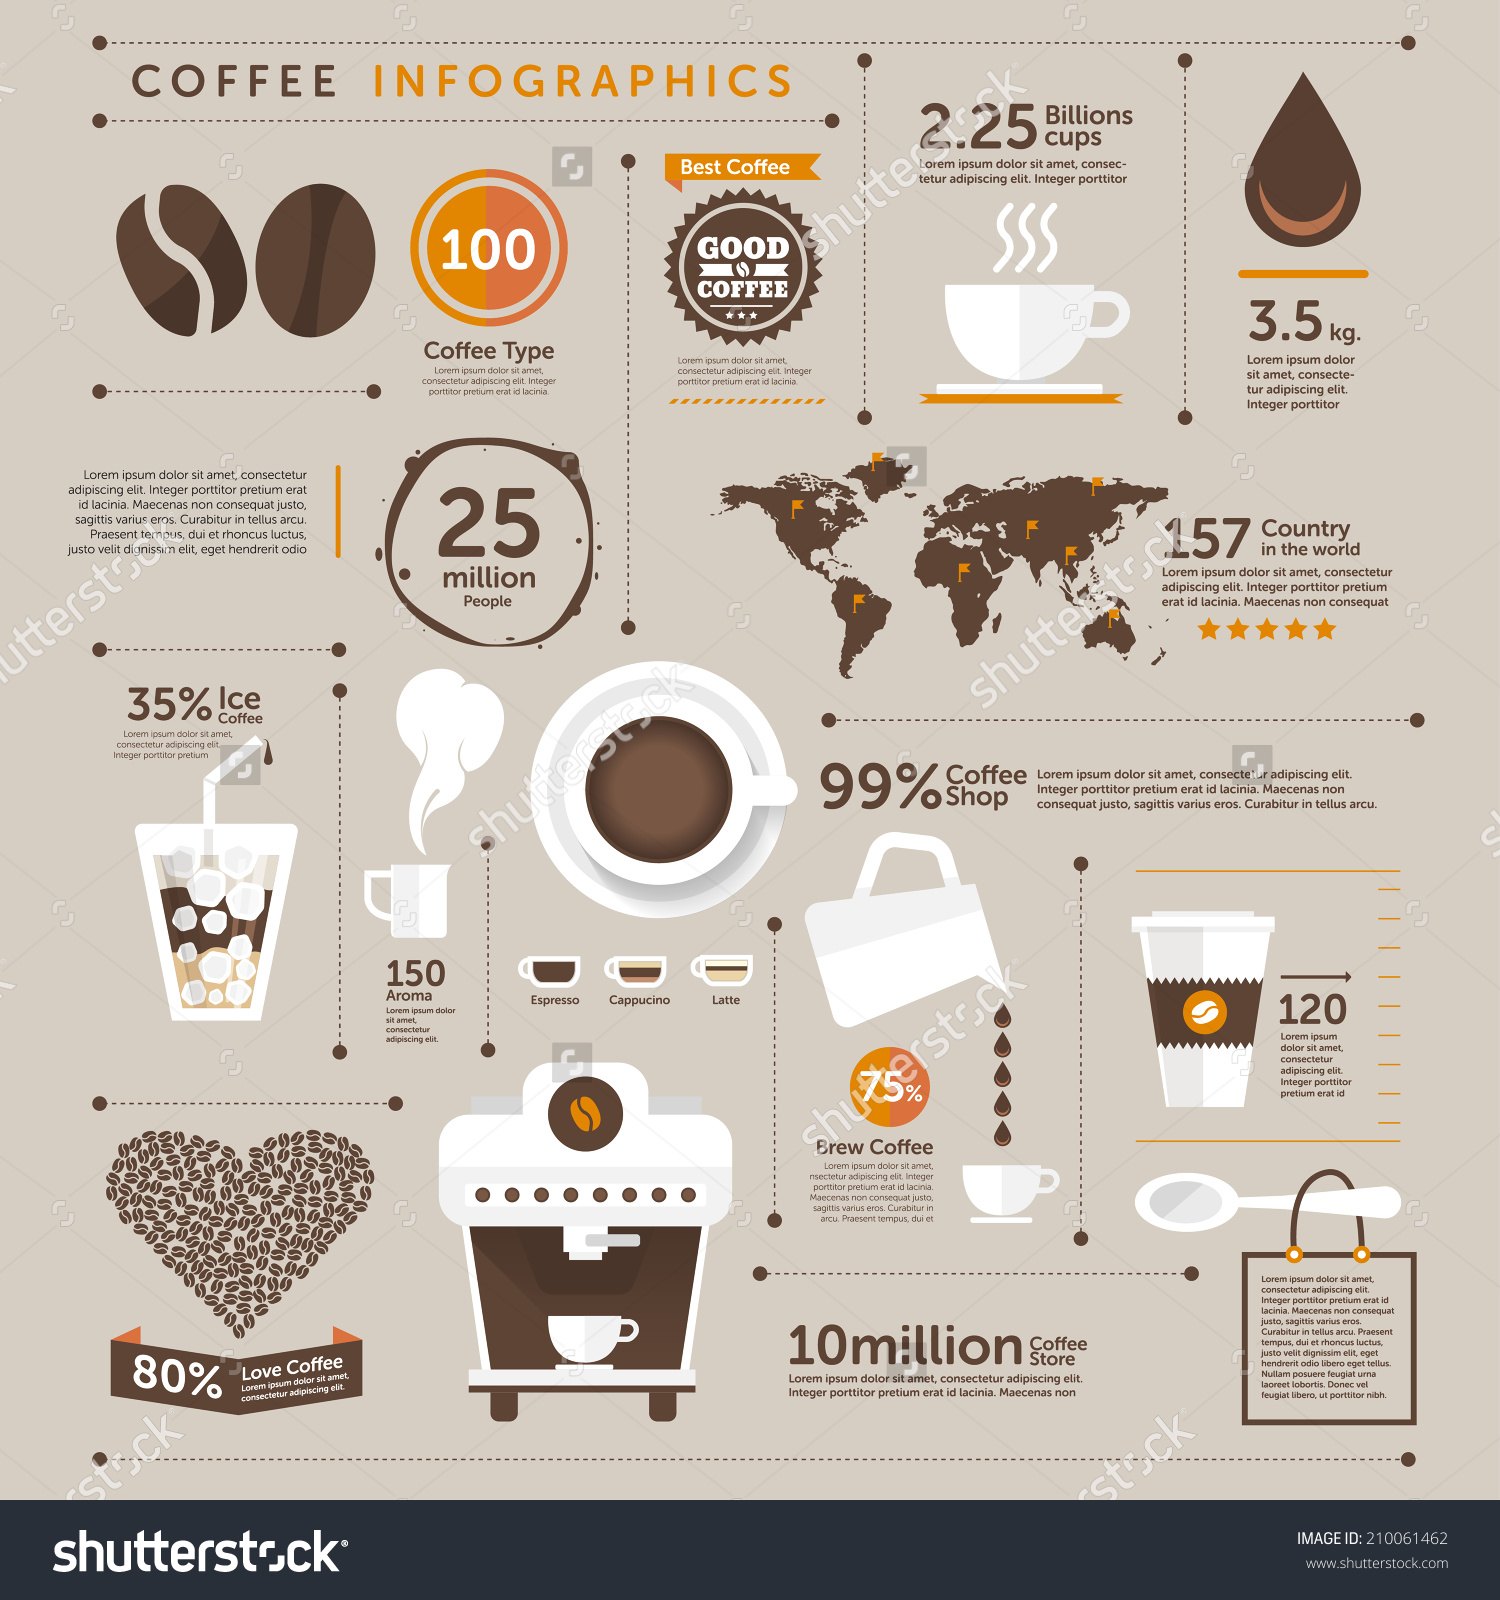 COFFEE INFOGRAPHICS
100
Coffee Type
Lorem ipsum dolor sit amet,
consectetur adipiscing elit. Integer
porttitor pretium erat id lacinia.
Best Coffee
GOOD
COFFEE
Lorem ipsum dolor sit amet,
consectetur adipiscing elit. Integer
porttitor pretium erat id lacinia.
2.25 Billions
cups
Lorem ipsum dolor sit amet, consec-
tetur adipiscing elit. Integer porttitor
3.5 kg.
Lorem ipsum dolor
sit amet, consecte-
tur adipiscing elit.
Integer porttitor
Lorem ipsum dolor sit amet, consectetur
adipiscing elit. Integer porttitor pretium erat
id lacinia. Maecenas non consequat justo,
sagittis varius eros. Curabitur in tellus arcu.
Praesent tempus, dui et rhoncus luctus,
justo velit dignissim elit, eget hendrerit odio
25
million
People
157 Country
in the world
Lorem ipsum dolor sit amet, consectetur
adipiscing elit. Integer porttitor pretium
erat id lacinia. Maecenas non consequat
35% Ice
Coffee
Lorem ipsum dolor sit amet,
consectetur adipiscing elit.
Integer porttitor pretium
150
Aroma
Lorem ipsum dolor
sit amet,
consectetur
adipiscing elit.
Espresso
Cappucino
Latte
99% Coffee
Shop
Lorem ipsum dolor sit amet, consectetur adipiscing elit.
Integer porttitor pretium erat id lacinia. Maecenas non
consequat justo, sagittis varius eros. Curabitur in tellus arcu.
75%
Brew Coffee
Lorem ipsum dolor sit amet,
nsectetur adipiscing elit. Integer
porttitor pretium erat id lacinia.
Maecenas non consequat justo,
sagittis varius eros. Curabitur in
arcu. Praesent tempus, dui et
120
Lorem ipsum
dolor sit amet,
consectetur
adipiscing elit.
Integer porttitor
pretium erat id
80% Love Coffee
Lorem ipsum dolor sit amet,
consectetur adipiscing elit.
10million Coffee
Store
Lorem ipsum dolor sit amet, consectetur adipiscing elit.
Integer porttitor pretium erat id lacinia. Maecenas non
Lorem ipsum dolor sit amet,
consectetur adipiscing elit.
Integer porttitor pretium erat id
lacinia. Maecenas non consequat
justo, sagittis varius eros.
Curabitur in tellus arcu. Praesent
tempus, dui et rhoncus luctus,
justo velit dignissim elit, eget
hendrerit odio libero eget tellus.
Nullam posuere feugiat urna
laoreet lobortis. Donec vel
feugiat libero, ut porttitor nibh.
shutterstock
IMAGE ID: 210061462
www.shutterstock.com